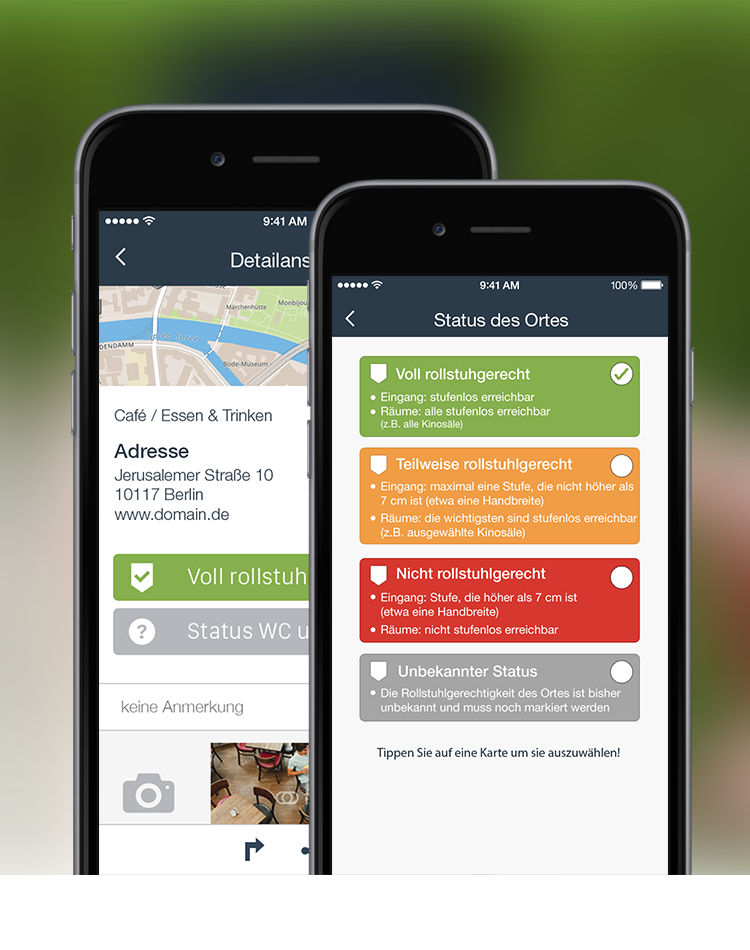 9:41 AM
Detailans
Märchenhütte
Monbijou
Spree
DENDAMM
Bode-Museum
Café / Essen & Trinken
Adresse
Jerusalemer Straße 10
10117 Berlin
www.domain.de
Voll rollstuh
? Status WC u
keine Anmerkung
9:41 AM 100%
Status des Ortes
Voll rollstuhgerecht
• Eingang: stufenlos erreichbar
• Räume: alle stufenlos erreichbar
(z.B. alle Kinosäle)
Teilweise rollstuhlgerecht
• Eingang: maximal eine Stufe, die nicht höher als
7 cm ist (etwa eine Handbreite)
• Räume: die wichtigsten sind stufenlos erreichbar
(z.B. ausgewählte Kinosäle)
Nicht rollstuhlgerecht
• Eingang: Stufe, die höher als 7 cm ist
(etwa eine Handbreite)
• Räume: nicht stufenlos erreichbar
Unbekannter Status
• Die Rollstuhlgerechtigkeit des Ortes ist bisher
unbekannt und muss noch markiert werden
Tippen Sie auf eine Karte um sie auszuwählen!